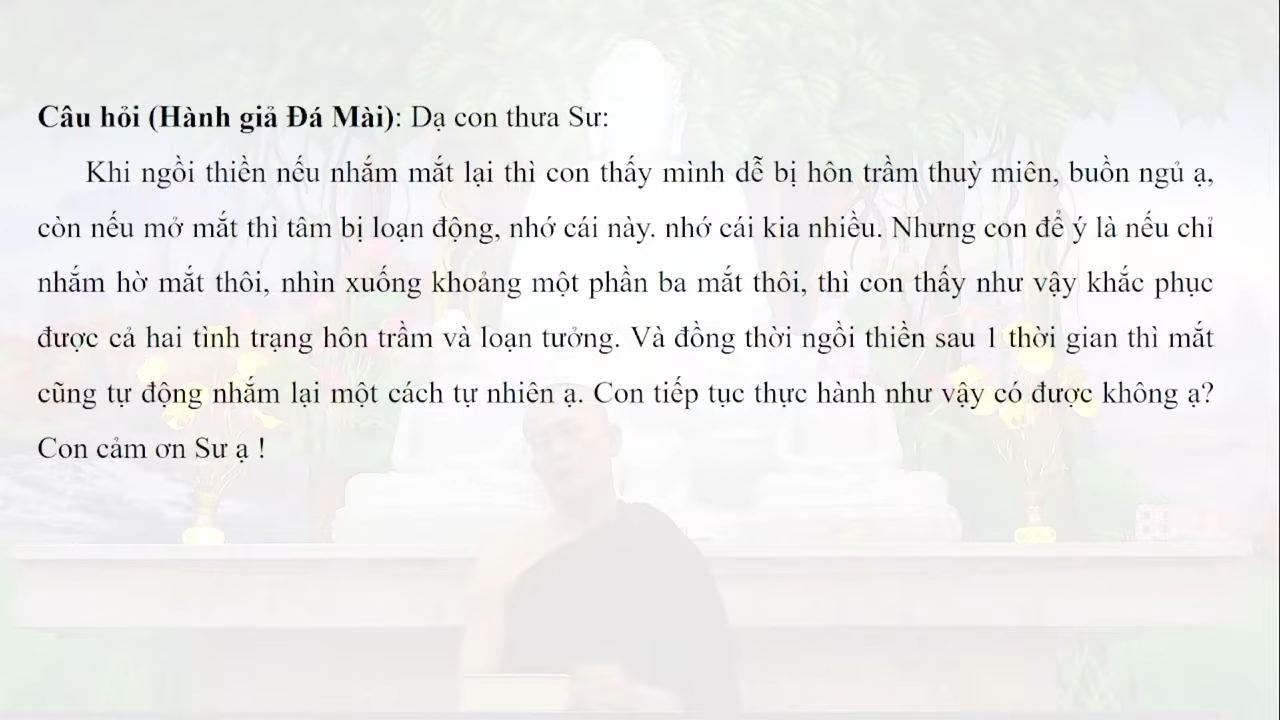 Câu hỏi (Hành giả Đá Mài): Dạ con thưa Sư:
Khi ngồi thiền nếu nhắm mắt lại thì con thấy mình dễ bị hôn trầm thuỳ miên, buồn ngủ ạ,
còn nếu mở mắt thì tâm bị loạn động, nhớ cái này. nhớ cái kia nhiều. Nhưng con để ý là nếu chỉ
nhắm hờ mắt thôi, nhìn xuống khoảng một phần ba mắt thôi, thì con thấy như vậy khắc phục
được cả hai tình trạng hôn trầm và loạn tưởng. Và đồng thời ngồi thiền sau 1 thời gian thì mắt
cũng tự động nhắm lại một cách tự nhiên ạ. Con tiếp tục thực hành như vậy có được không ạ?
Con cảm ơn Sư ạ !